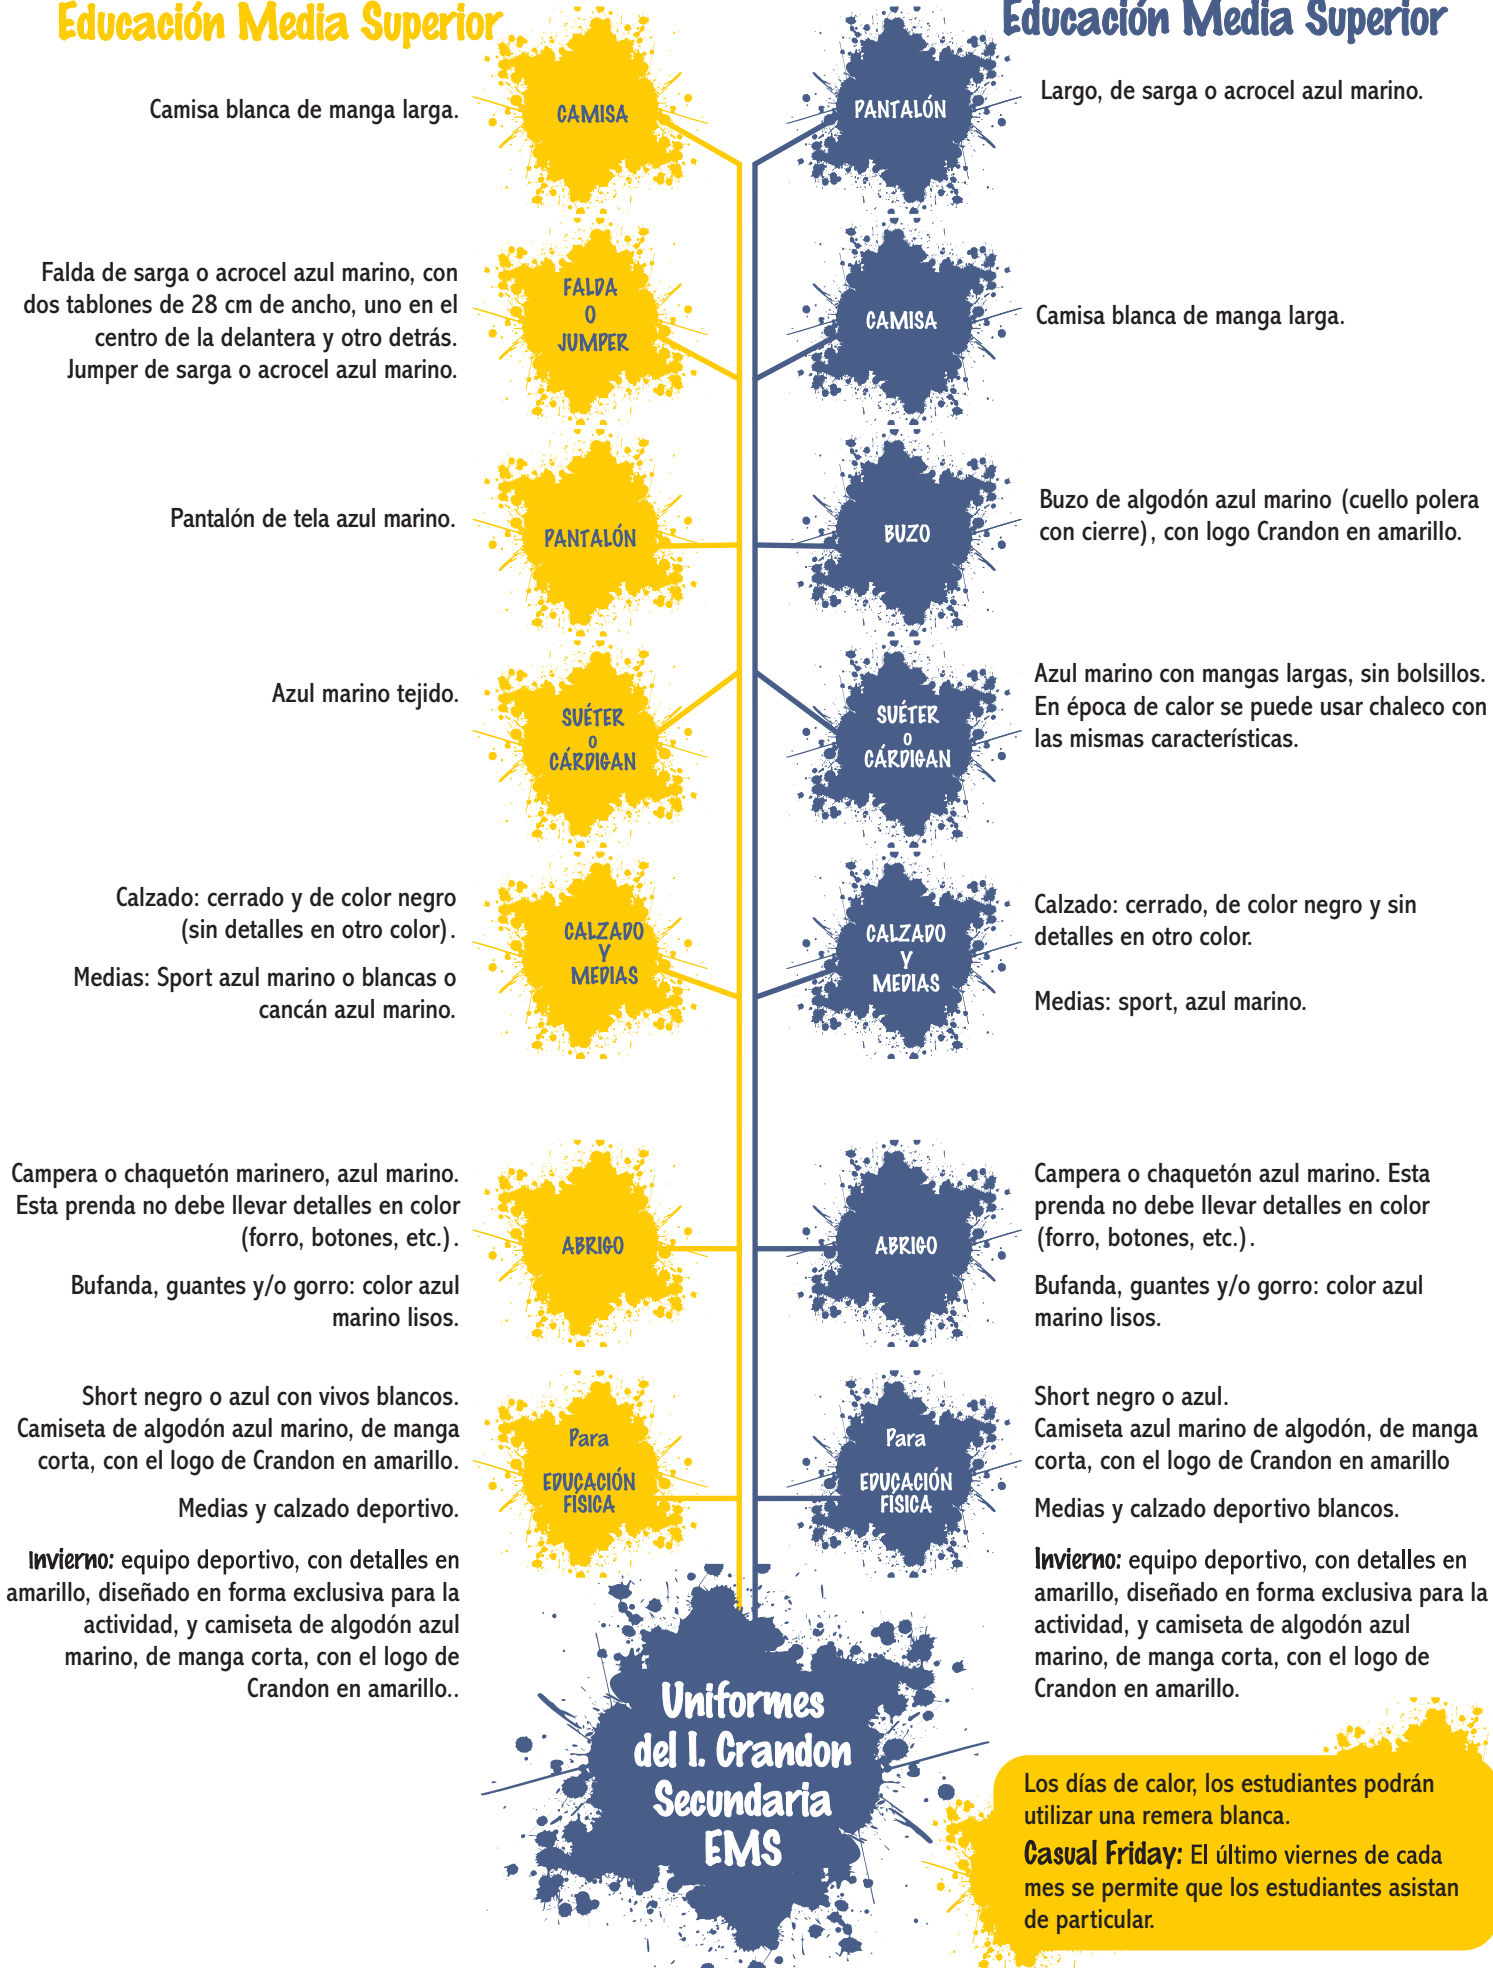 Educación Media Superior
Camisa blanca de manga larga.
CAMISA
Falda de sarga o acrocel azul marino, con
dos tablones de 28 cm de ancho, uno en el
centro de la delantera y otro detrás.
Jumper de sarga o acrocel azul marino.
FALDA
O
JUMPER
Pantalón de tela azul marino.
PANTALÓN
Azul marino tejido.
SUÉTER
o
CÁRDIGAN
Calzado: cerrado y de color negro
(sin detalles en otro color).
Medias: Sport azul marino o blancas o
cancán azul marino.
CALZADO
Y
MEDIAS
Campera o chaquetón marinero, azul marino.
Esta prenda no debe llevar detalles en color
(forro, botones, etc.).
Bufanda, guantes y/o gorro: color azul
marino lisos.
ABRIGO
Short negro o azul con vivos blancos.
Camiseta de algodón azul marino, de manga
corta, con el logo de Crandon en amarillo.
Medias y calzado deportivo.
Invierno: equipo deportivo, con detalles en
amarillo, diseñado en forma exclusiva para la
actividad, y camiseta de algodón azul
marino, de manga corta, con el logo de
Crandon en amarillo..
Para
EDUCACIÓN
FÍSICA
Educación Media Superior
PANTALÓN
Largo, de sarga o acrocel azul marino.
CAMISA
Camisa blanca de manga larga.
BUZO
Buzo de algodón azul marino (cuello polera
con cierre), con logo Crandon en amarillo.
SUÉTER
o
CÁRDIGAN
Azul marino con mangas largas, sin bolsillos.
En época de calor se puede usar chaleco con
las mismas características.
CALZADO
Y
MEDIAS
Calzado: cerrado, de color negro y sin
detalles en otro color.
Medias: sport, azul marino.
ABRIGO
Campera o chaquetón azul marino. Esta
prenda no debe llevar detalles en color
(forro, botones, etc.).
Bufanda, guantes y/o gorro: color azul
marino lisos.
Para
EDUCACIÓN
FÍSICA
Short negro o azul.
Camiseta azul marino de algodón, de manga
corta, con el logo de Crandon en amarillo
Medias y calzado deportivo blancos.
Invierno: equipo deportivo, con detalles en
amarillo, diseñado en forma exclusiva para la
actividad, y camiseta de algodón azul
marino, de manga corta, con el logo de
Crandon en amarillo.
Uniformes
del I. Crandon
Secundaria
EMS
Los días de calor, los estudiantes podrán
utilizar una remera blanca.
Casual Friday: El último viernes de cada
mes se permite que los estudiantes asistan
de particular.